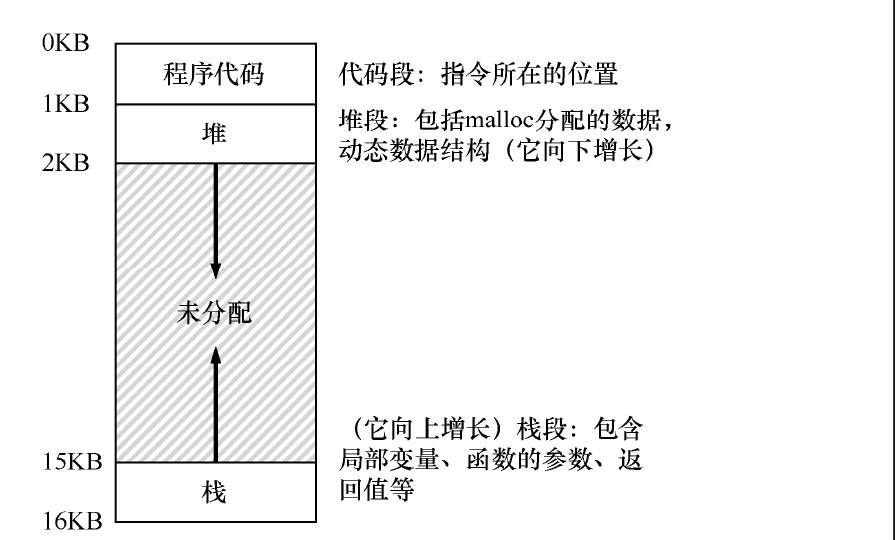 0KB
程序代码
代码段：指令所在的位置
1KB
堆段：包括malloc分配的数据，
堆
动态数据结构（它向下增长）
2KB
未分配
（它向上增长）栈段：包含
15KB
局部变量、函数的参数、返
栈
回值等
16KB